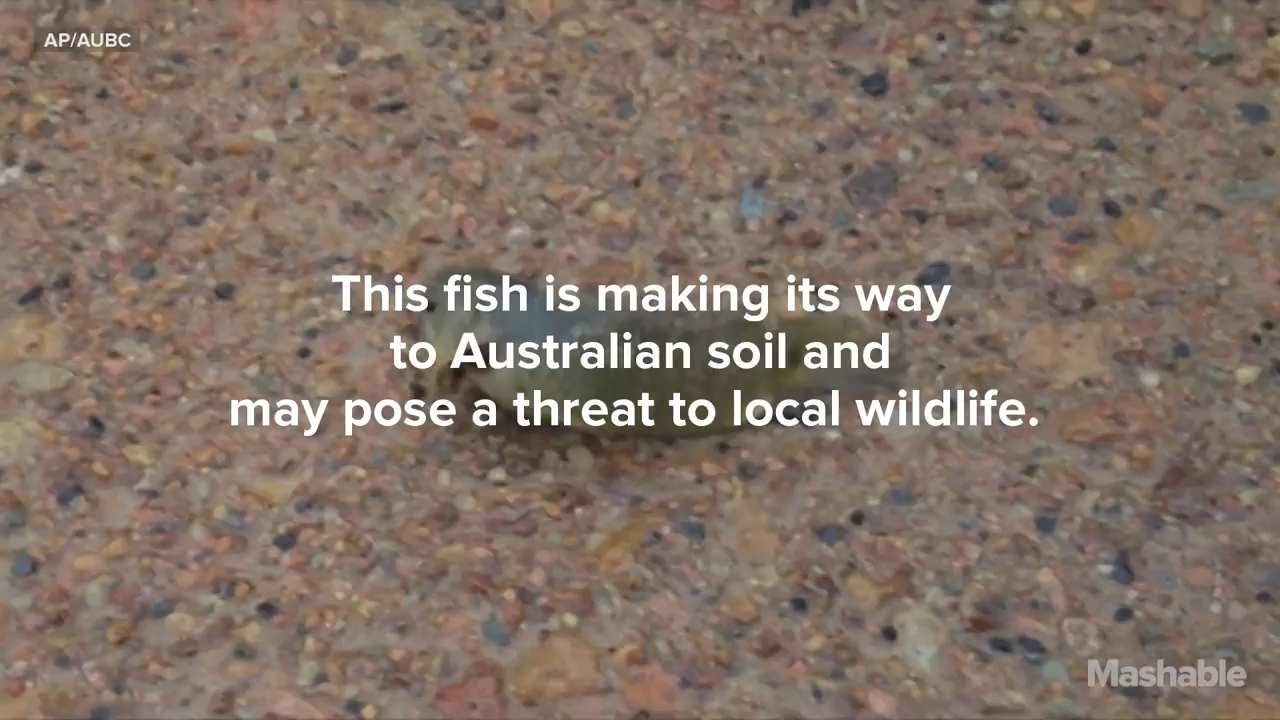 AP/AUBC
This fish is making its way
to Australian soil and
may pose a threat to local wildlife.
Mashable